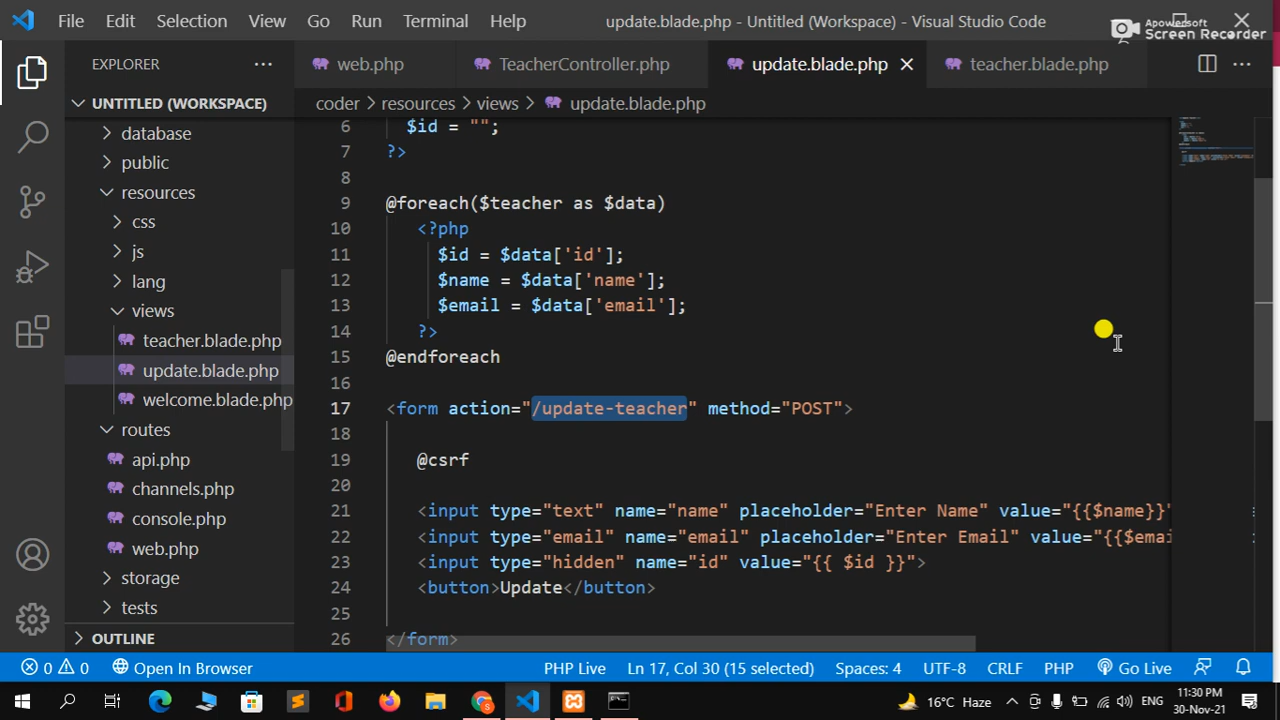 File Edit Selection View Go Run Terminal Help update.blade.php - Untitled (Workspace) - Visual Studio Code
Apowersoft
Screen Recorder
EXPLORER
web.php TeacherController.php update.blade.php teacher.blade.php
UNTITLED (WORKSPACE)
coder > resources > views > update.blade.php
database
public
resources
css
js
lang
views
teacher.blade.php
update.blade.php
welcome.blade.php
routes
api.php
channels.php
console.php
web.php
storage
tests
OUTLINE
6 $id = "";
7 ?>
8
9 @foreach($teacher as $data)
10 <?php
11 $id = $data['id'];
12 $name = $data['name'];
13 $email = $data['email'];
14 ?>
15 @endforeach
16
17 <form action="/update-teacher" method="POST">
18
19 @csrf
20
21 <input type="text" name="name" placeholder="Enter Name" value="{{$name}}"
22 <input type="email" name="email" placeholder="Enter Email" value="{{$emai
23 <input type="hidden" name="id" value="{{ $id }}">
24 <button>Update</button>
25
26 </form>
0 0 Open In Browser PHP Live Ln 17, Col 30 (15 selected) Spaces: 4 UTF-8 CRLF PHP Go Live
16°C Haze ENG 11:30 PM
30-Nov-21